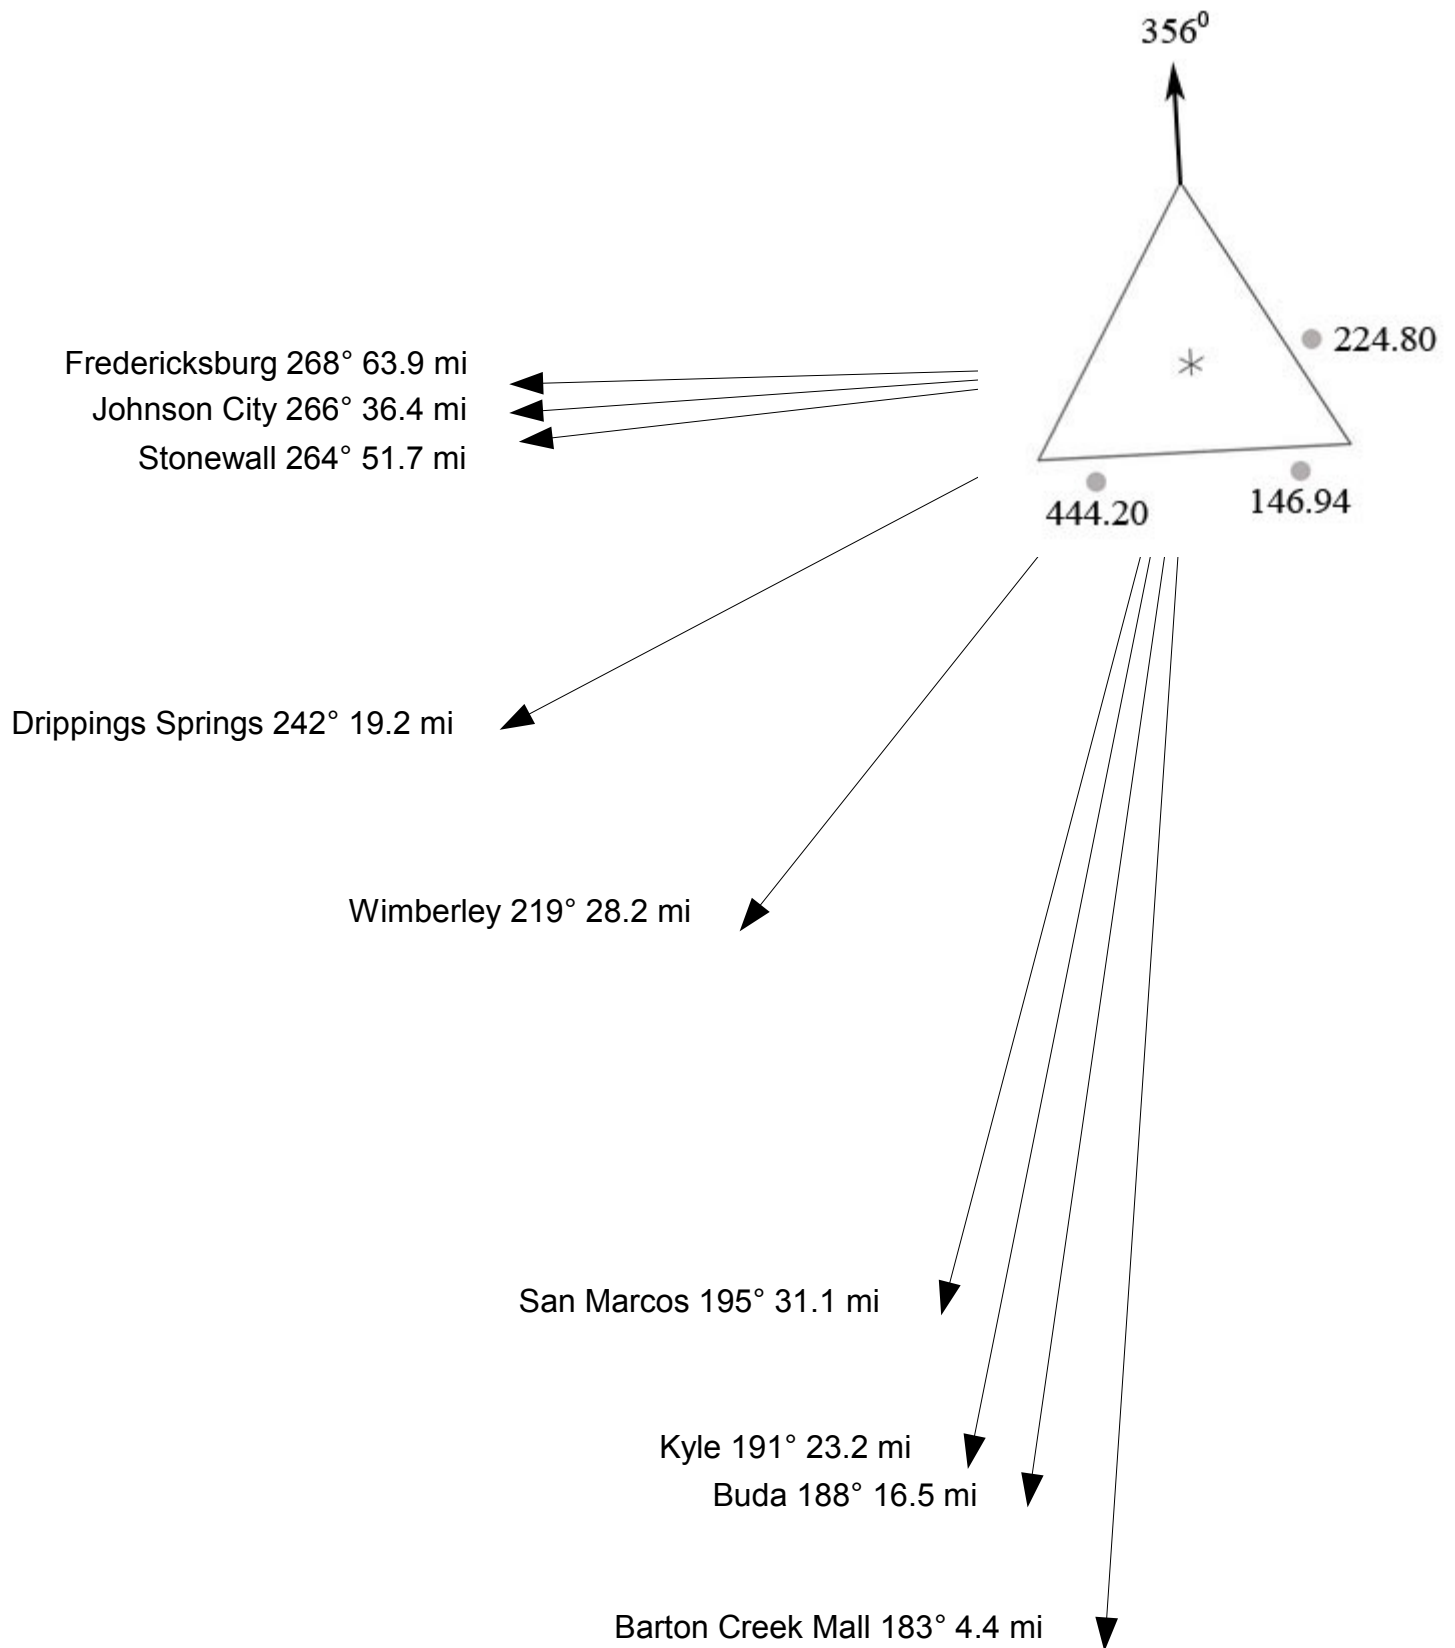 356⁰
224.80
Fredericksburg 268° 63.9 mi
Johnson City 266° 36.4 mi
Stonewall 264° 51.7 mi
444.20
146.94
Drippings Springs 242° 19.2 mi
Wimberley 219° 28.2 mi
San Marcos 195° 31.1 mi
Kyle 191° 23.2 mi
Buda 188° 16.5 mi
Barton Creek Mall 183° 4.4 mi